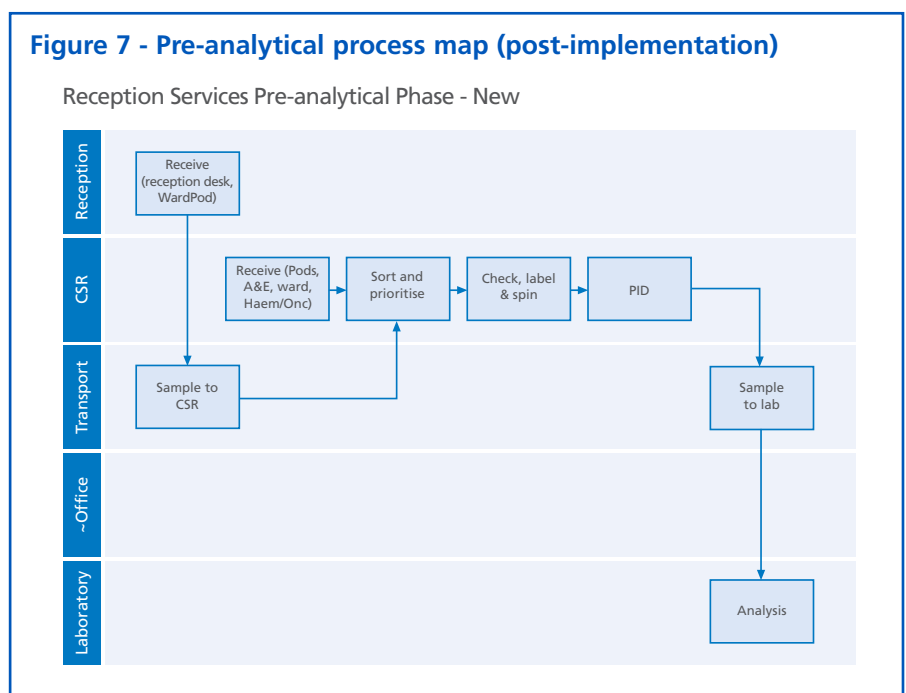 Figure 7 - Pre-analytical process map (post-implementation)
Reception Services Pre-analytical Phase - New
Reception
Receive
(reception desk,
WardPod)
CSR
Receive (Pods,
A&E, ward,
Haem/Onc)
Sort and
prioritise
Check, label
& spin
PID
Transport
Sample to
CSR
Sample
to lab
~Office
Laboratory
Analysis